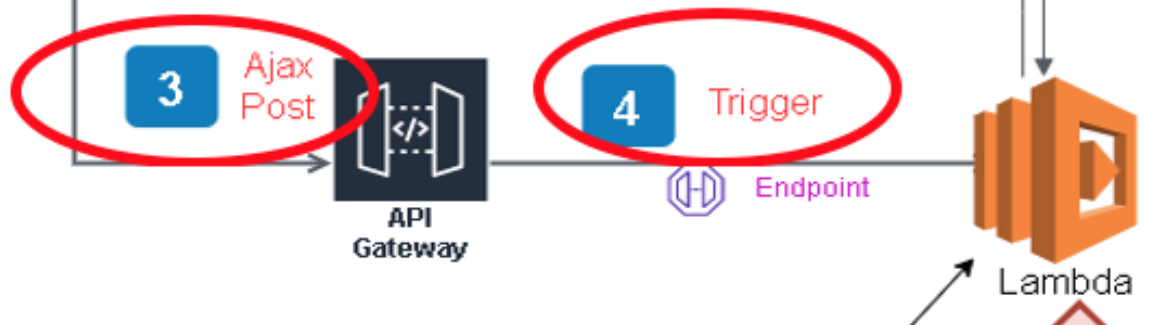 3
Ajax
Post
4
Trigger
</>
API
Gateway
Endpoint
Lambda